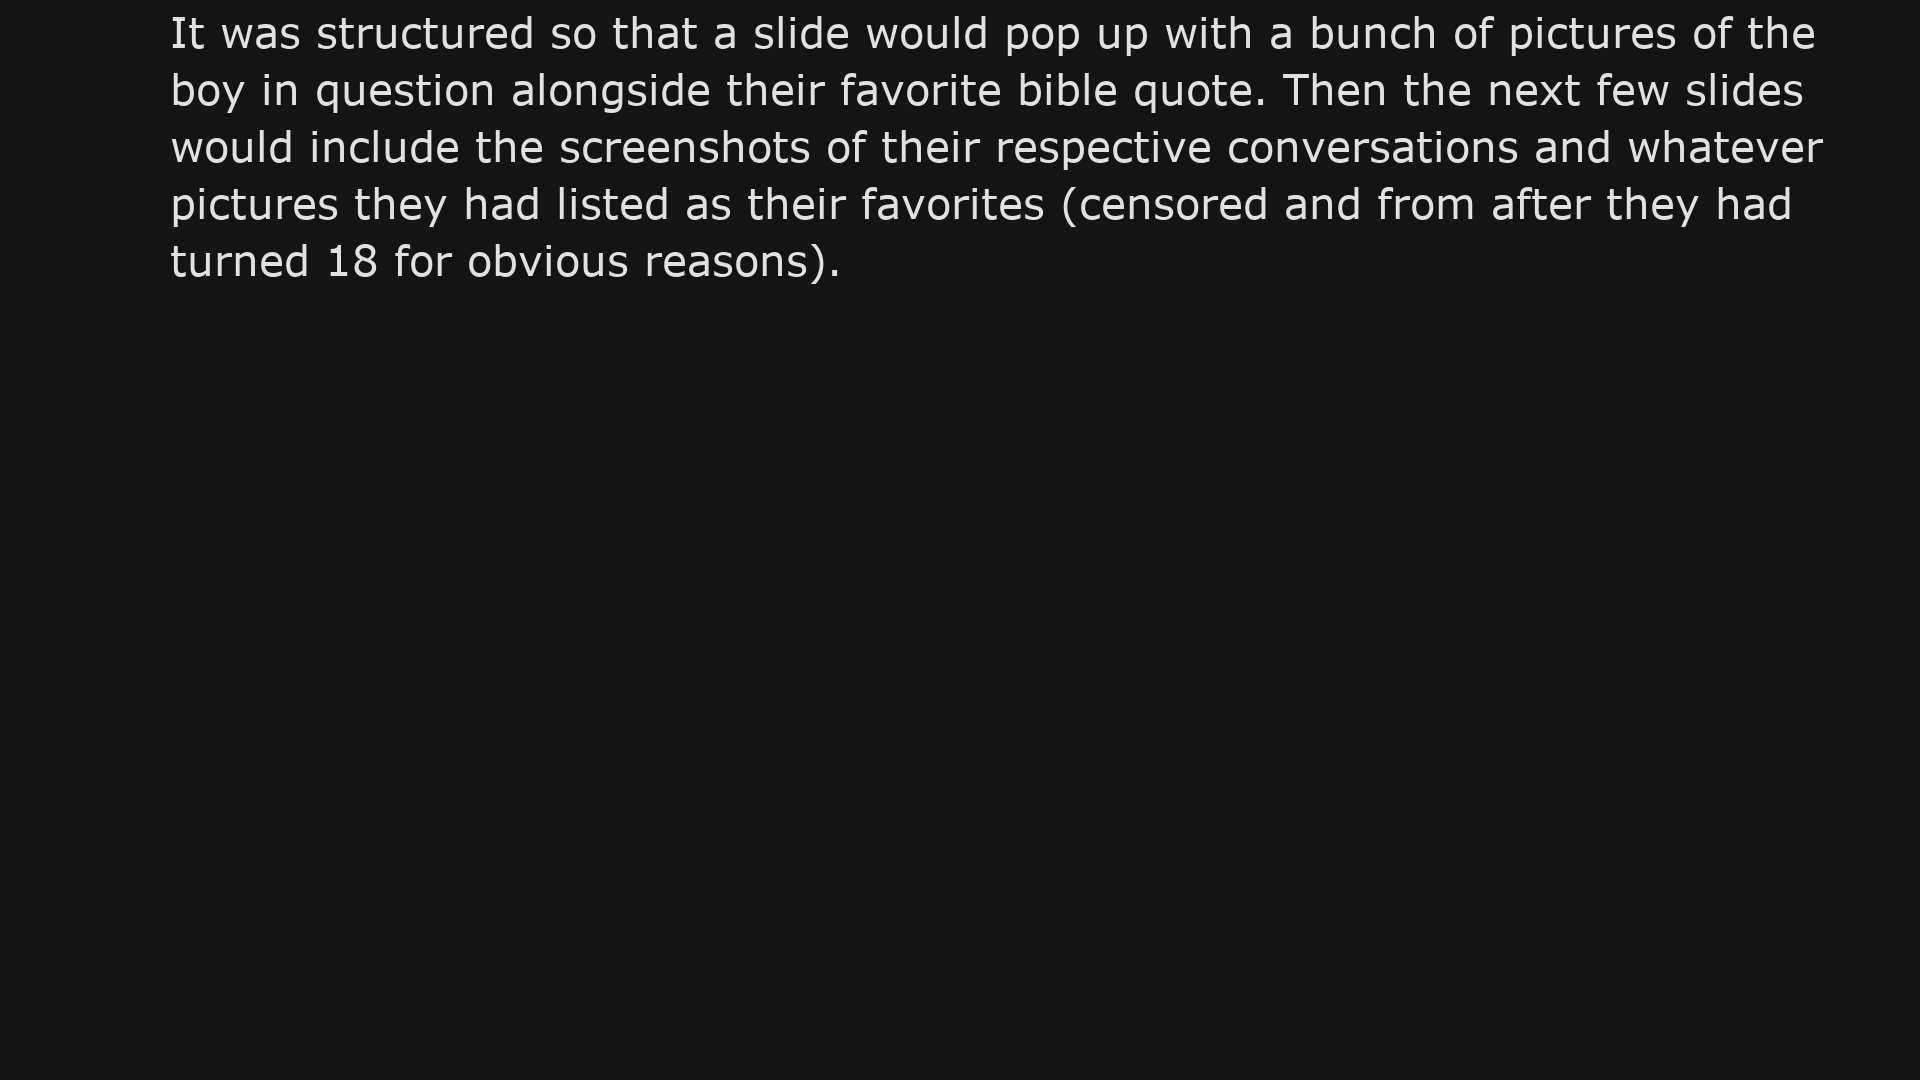 It was structured so that a slide would pop up with a bunch of pictures of the
boy in question alongside their favorite bible quote. Then the next few slides
would include the screenshots of their respective conversations and whatever
pictures they had listed as their favorites (censored and from after they had
turned 18 for obvious reasons).